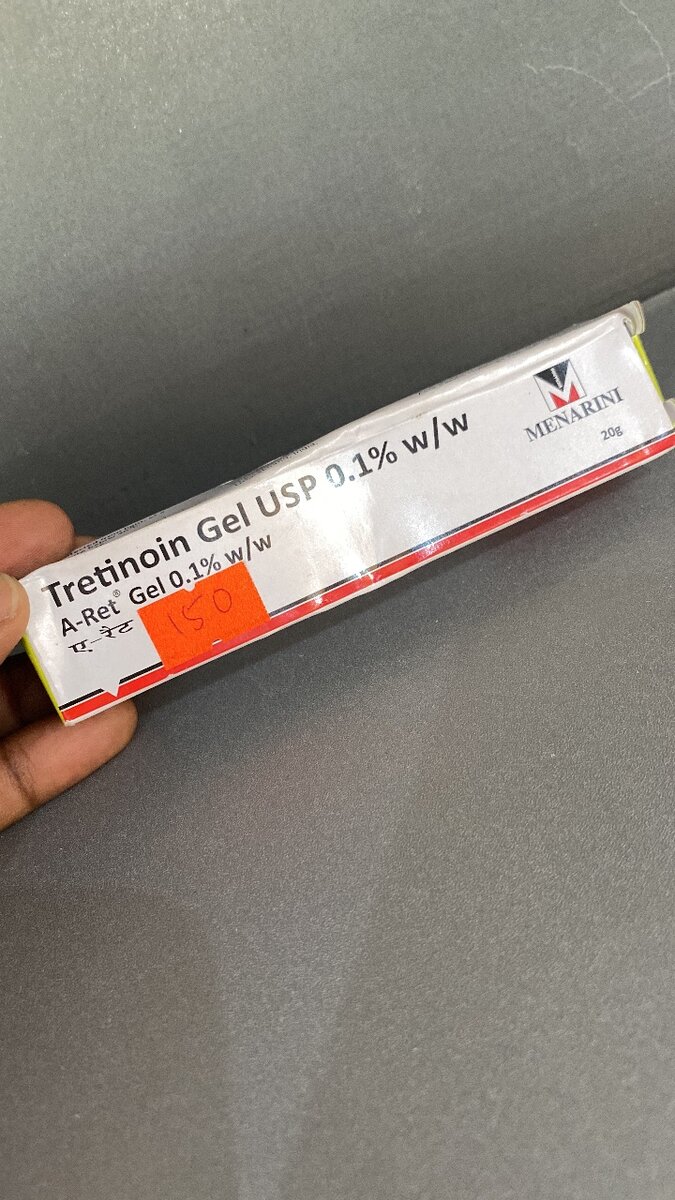 Tretinoin Gel USP 0.1% w/w
A-Ret® Gel 0.1% w/w
ए-रैट
150
MENARINI
20g